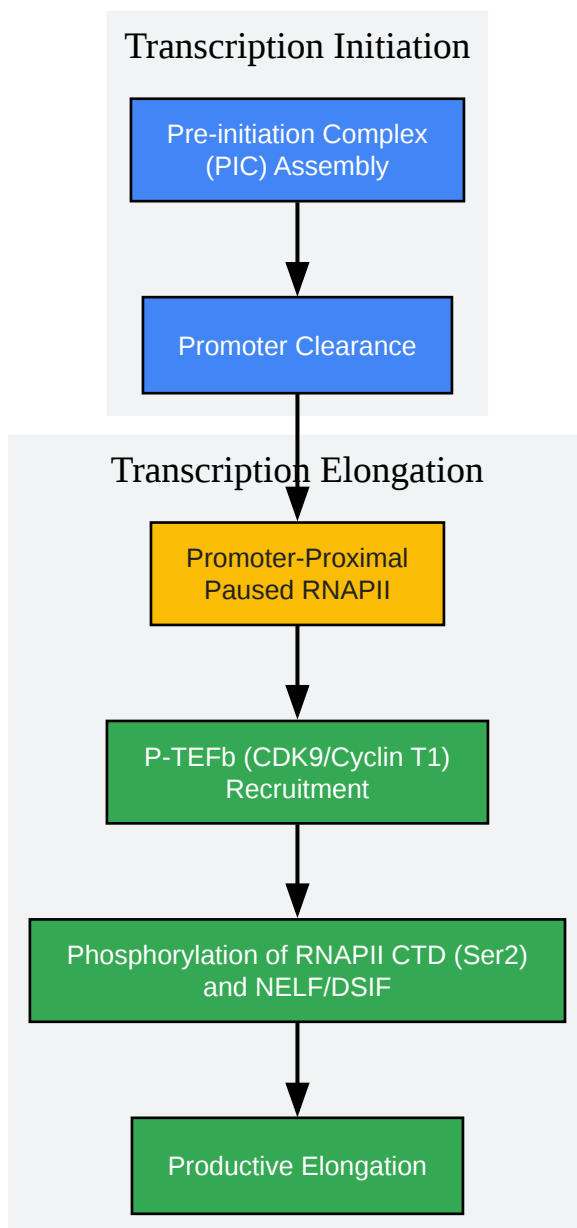 Transcription Initiation
Pre-initiation Complex
(PIC) Assembly
Promoter Clearance
Transcription Elongation
Promoter-Proximal
Paused RNAPII
P-TEFb (CDK9/Cyclin T1)
Recruitment
Phosphorylation of RNAPII CTD (Ser2)
and NELF/DSIF
Productive Elongation